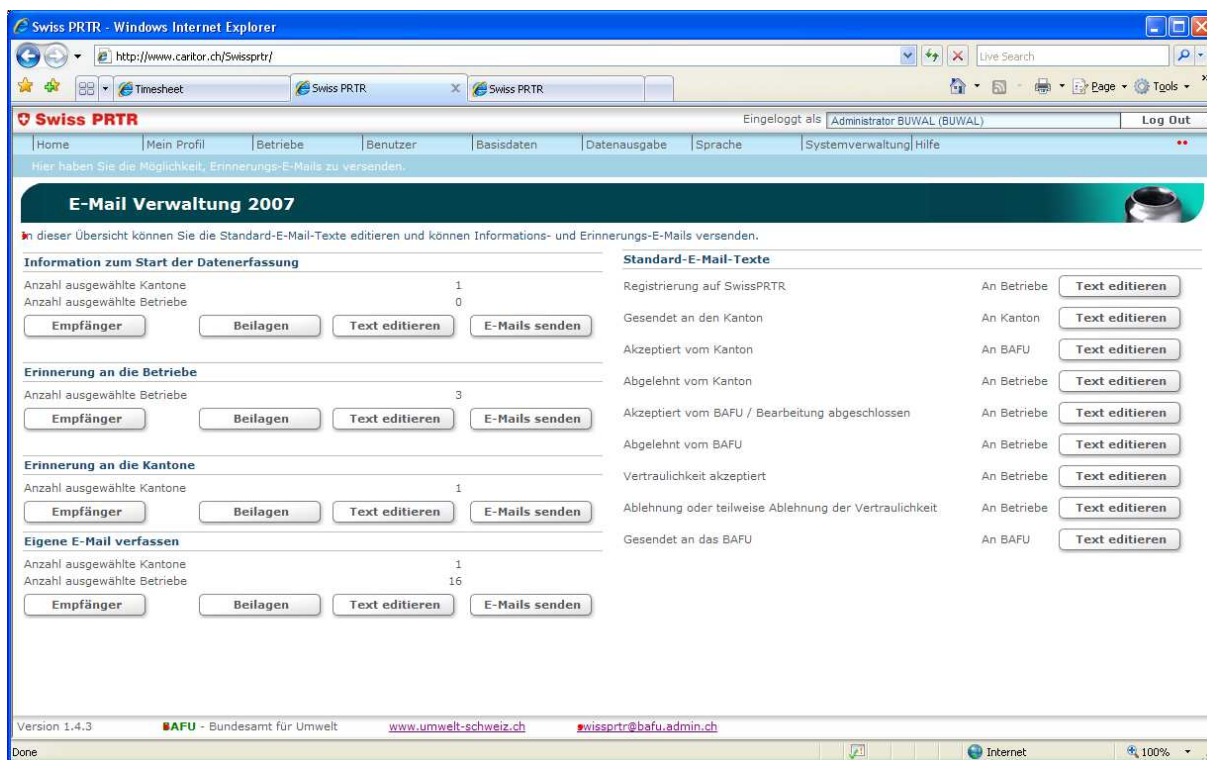 Swiss PRTR - Windows Internet Explorer
http://www.caritor.ch/Swissprtr/
Live Search
Timesheet
Swiss PRTR
Swiss PRTR
Page
Tools
Swiss PRTR
Eingeloggt als Administrator BUWAL (BUWAL) Log Out
Home Mein Profil Betriebe Benutzer Basisdaten Datenausgabe Sprache Systemverwaltung Hilfe
Hier haben Sie die Möglichkeit, Erinnerungs-E-Mails zu versenden.
E-Mail Verwaltung 2007
In dieser Übersicht können Sie die Standard-E-Mail-Texte editieren und können Informations- und Erinnerungs-E-Mails versenden.
Information zum Start der Datenerfassung
Anzahl ausgewählte Kantone 1
Anzahl ausgewählte Betriebe 0
Empfänger Beilagen Text editieren E-Mails senden
Erinnerung an die Betriebe
Anzahl ausgewählte Betriebe 3
Empfänger Beilagen Text editieren E-Mails senden
Erinnerung an die Kantone
Anzahl ausgewählte Kantone 1
Empfänger Beilagen Text editieren E-Mails senden
Eigene E-Mail verfassen
Anzahl ausgewählte Kantone 1
Anzahl ausgewählte Betriebe 16
Empfänger Beilagen Text editieren E-Mails senden
Standard-E-Mail-Texte
Registrierung auf SwissPRTR An Betriebe Text editieren
Gesendet an den Kanton An Kanton Text editieren
Akzeptiert vom Kanton An BAFU Text editieren
Abgelehnt vom Kanton An Betriebe Text editieren
Akzeptiert vom BAFU / Bearbeitung abgeschlossen An Betriebe Text editieren
Abgelehnt vom BAFU An Betriebe Text editieren
Vertraulichkeit akzeptiert An Betriebe Text editieren
Ablehnung oder teilweise Ablehnung der Vertraulichkeit An Betriebe Text editieren
Gesendet an das BAFU An BAFU Text editieren
Version 1.4.3 BAFU - Bundesamt für Umwelt www.umwelt-schweiz.ch swissprtr@bafu.admin.ch
Done Internet 100%